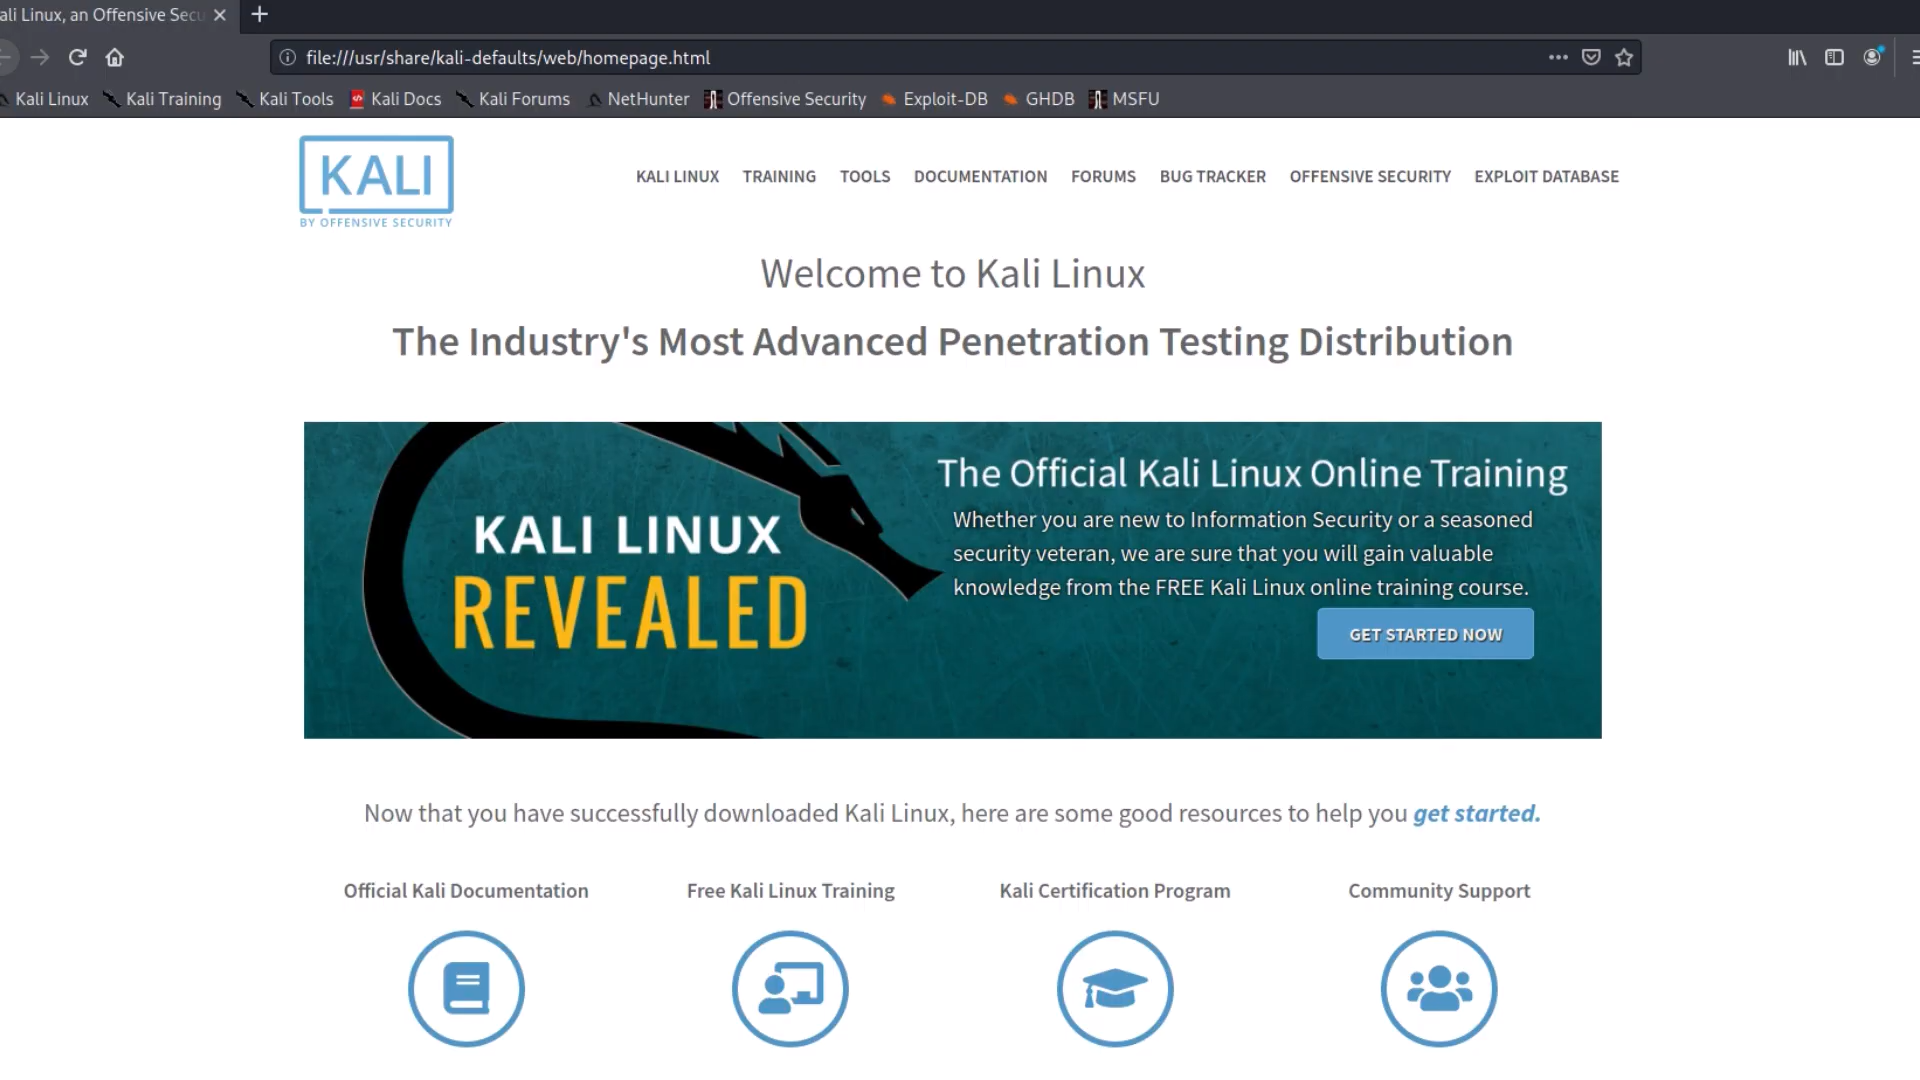 ali Linux, an Offensive Secu
file:///usr/share/kali-defaults/web/homepage.html
Kali Linux Kali Training Kali Tools Kali Docs Kali Forums NetHunter Offensive Security Exploit-DB GHDB MSFU
KALI
BY OFFENSIVE SECURITY
KALI LINUX TRAINING TOOLS DOCUMENTATION FORUMS BUG TRACKER OFFENSIVE SECURITY EXPLOIT DATABASE
Welcome to Kali Linux
The Industry's Most Advanced Penetration Testing Distribution
KALI LINUX
REVEALED
The Official Kali Linux Online Training
Whether you are new to Information Security or a seasoned
security veteran, we are sure that you will gain valuable
knowledge from the FREE Kali Linux online training course.
GET STARTED NOW
Now that you have successfully downloaded Kali Linux, here are some good resources to help you get started.
Official Kali Documentation Free Kali Linux Training Kali Certification Program Community Support